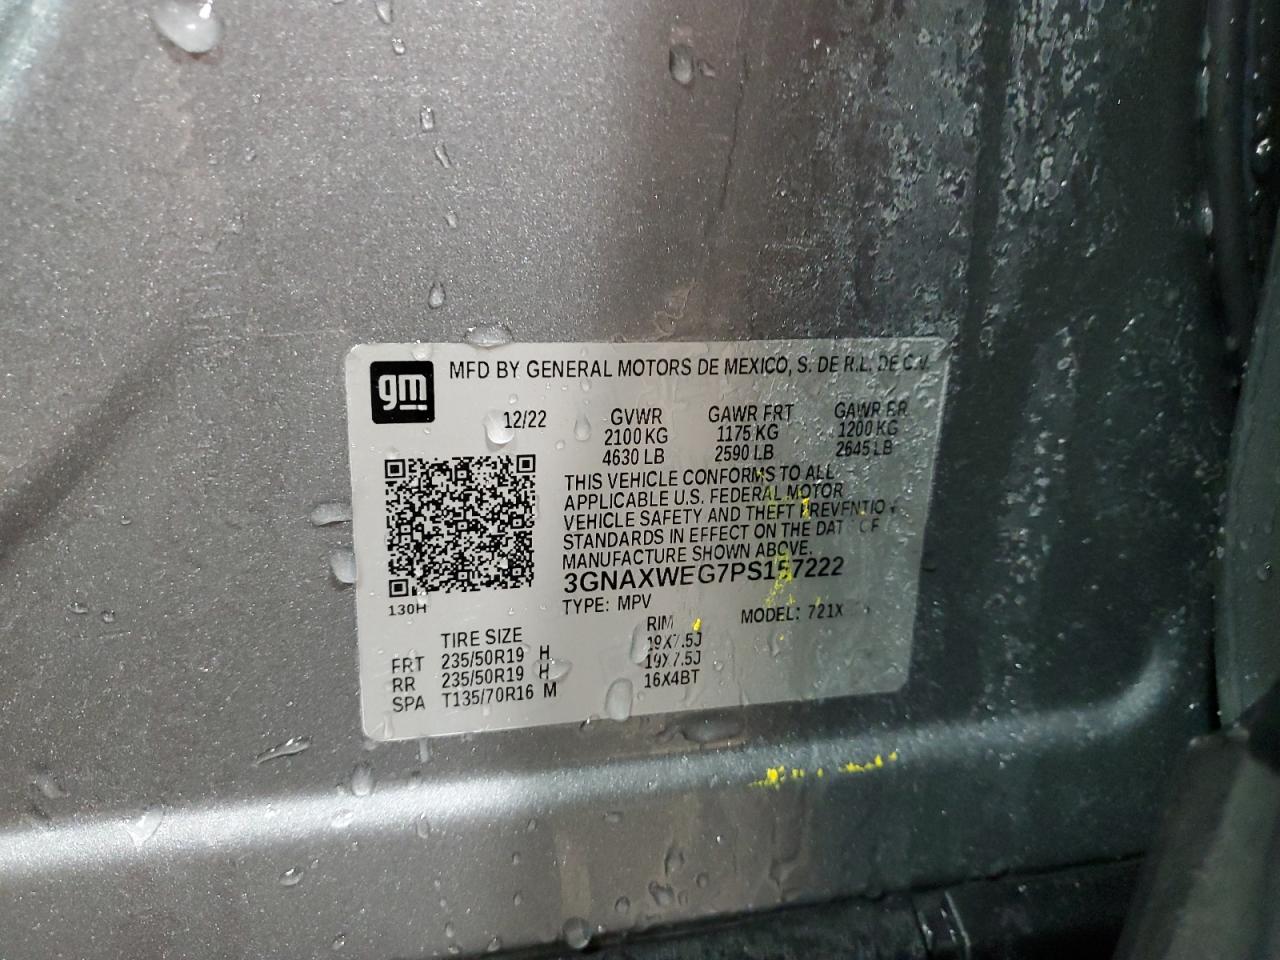 gm
MFD BY GENERAL MOTORS DE MEXICO, S. DE R.L. DE C.V.
12/22 GVWR GAWR FRT GAWR RR
2100 KG 1175 KG 1200 KG
4630 LB 2590 LB 2645 LB
THIS VEHICLE CONFORMS TO ALL
APPLICABLE U.S. FEDERAL MOTOR
VEHICLE SAFETY AND THEFT PREVENTION
STANDARDS IN EFFECT ON THE DATE OF
MANUFACTURE SHOWN ABOVE.
3GNAXWEG7PS157222
130H
TYPE: MPV MODEL: 721X
TIRE SIZE RIM
FRT 235/50R19 H 19X7.5J
RR 235/50R19 H 19X7.5J
SPA T135/70R16 M 16X4BT